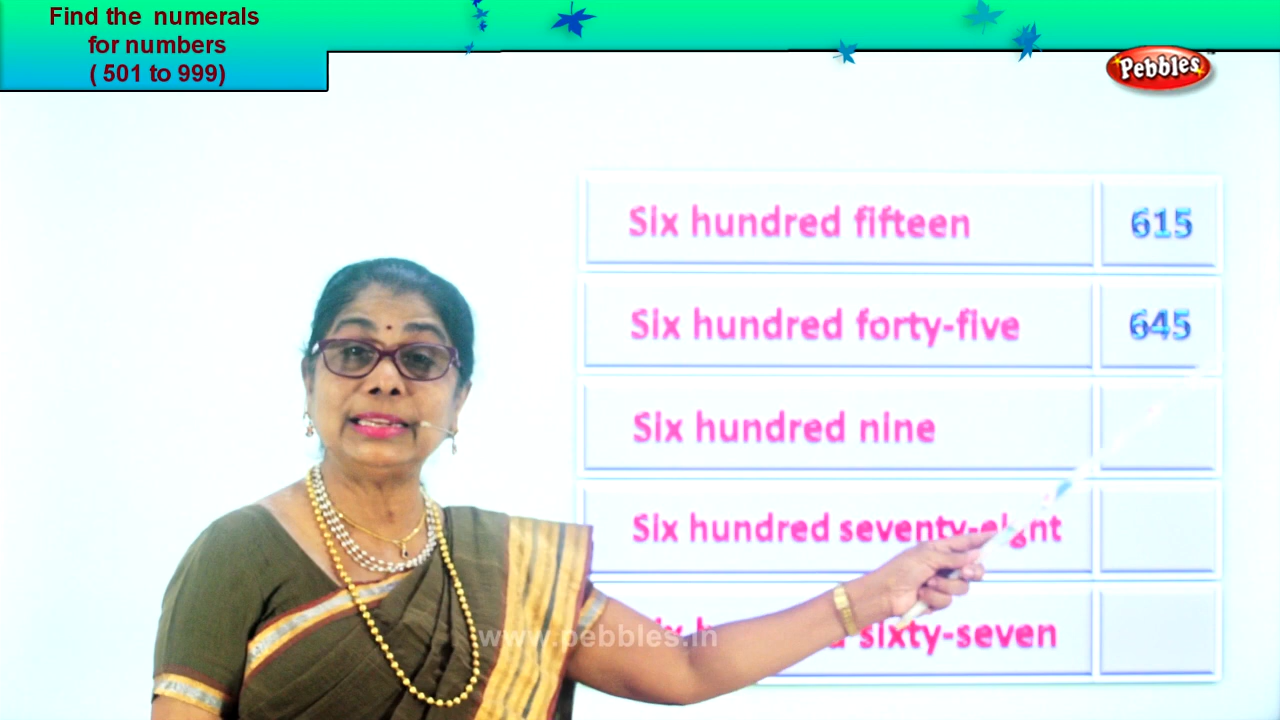 Find the numerals
for numbers
( 501 to 999)
Pebbles
Six hundred fifteen 615
Six hundred forty-five 645
Six hundred nine
Six hundred seventy-eight
sixty-seven
www.pebbles.in